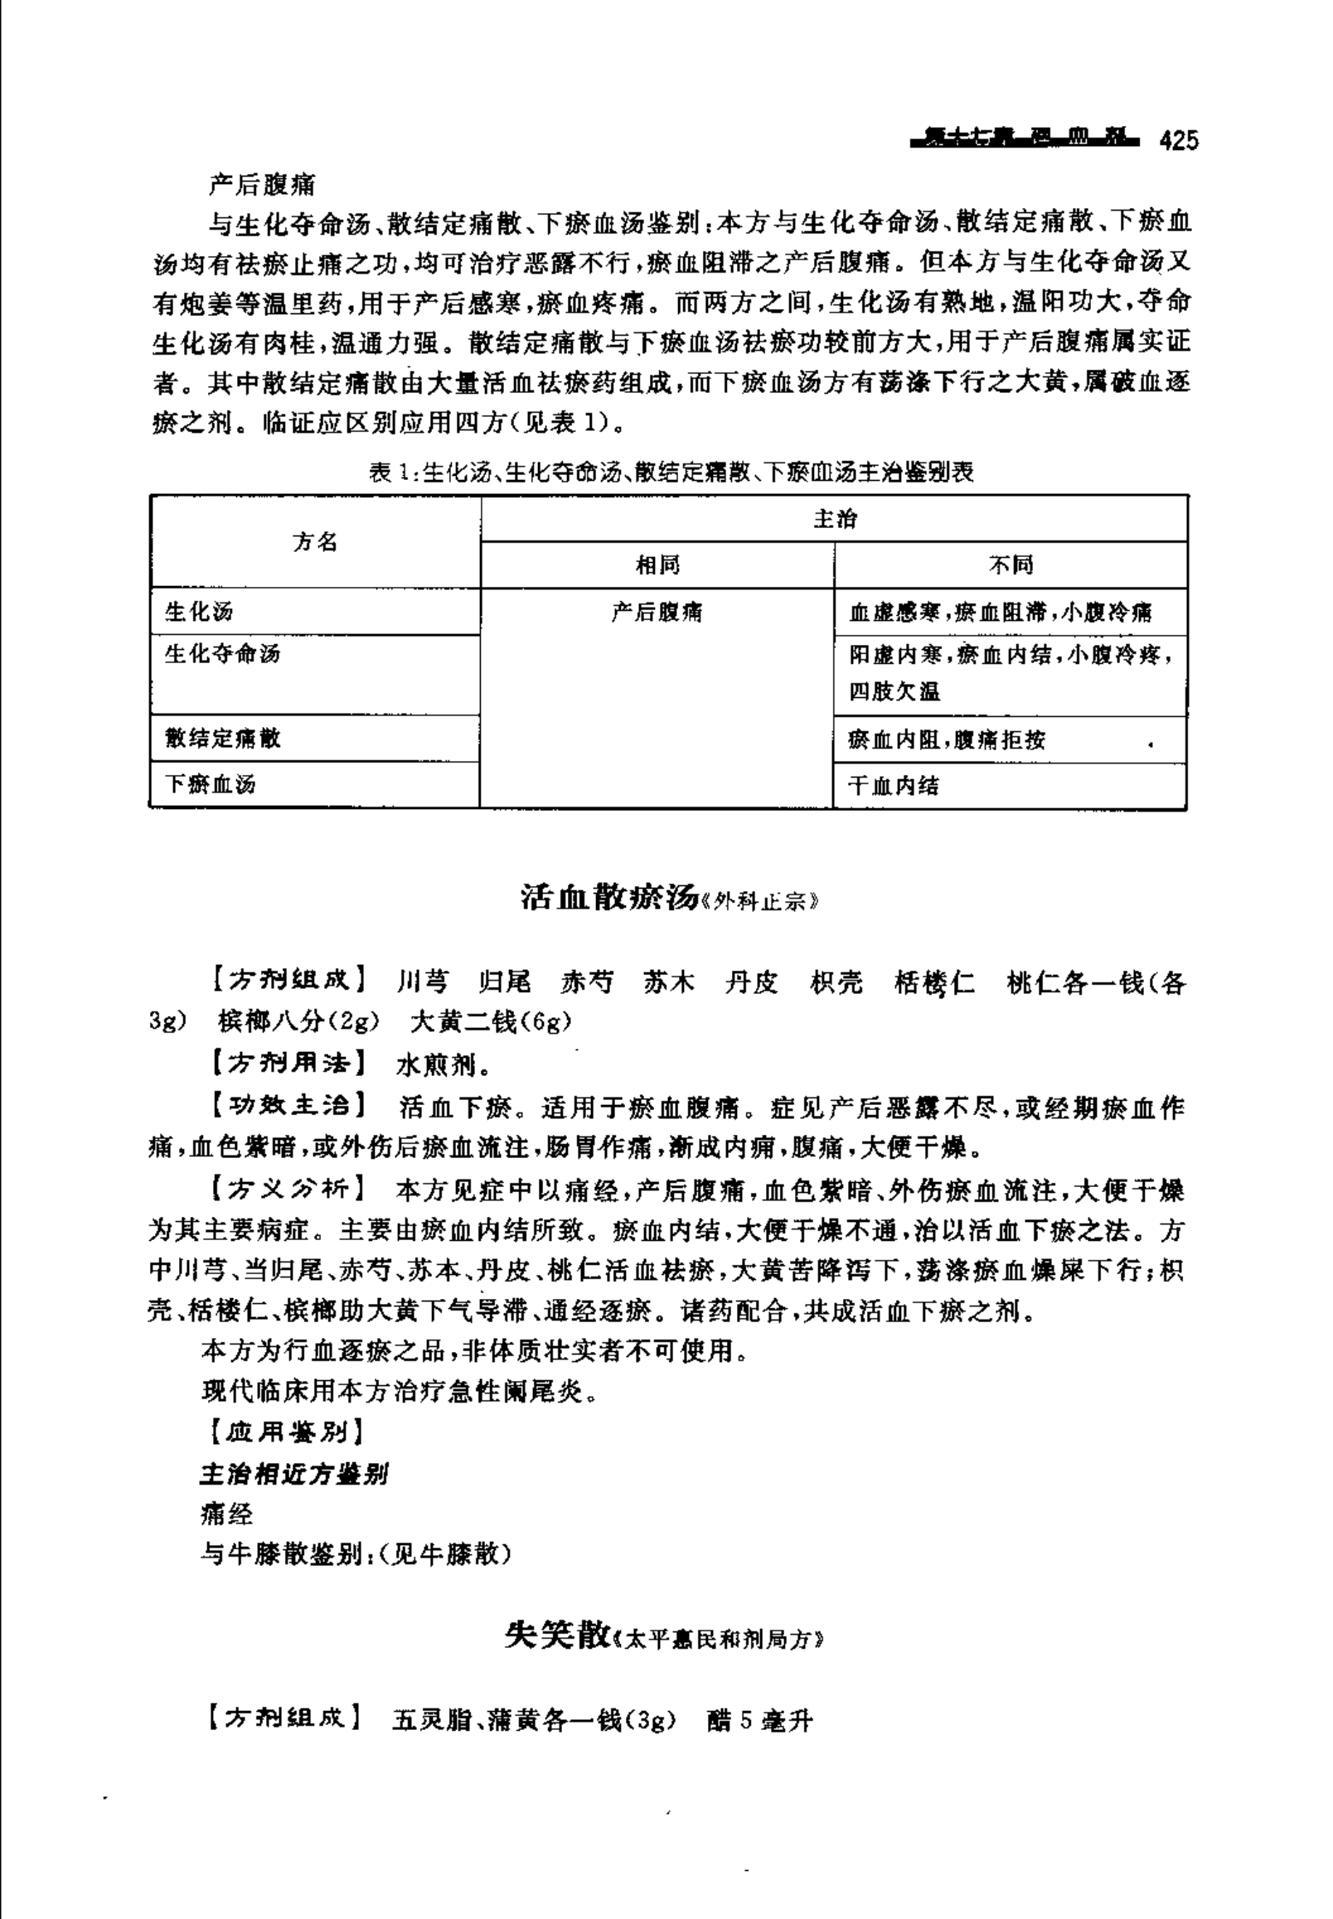 第十七章 理血剂 425
产后腹痛
与生化夺命汤、散结定痛散、下瘀血汤鉴别:本方与生化夺命汤、散结定痛散、下瘀血
汤均有祛瘀止痛之功,均可治疗恶露不行,瘀血阻滞之产后腹痛。但本方与生化夺命汤又
有炮姜等温里药,用于产后感寒,瘀血疼痛。而两方之间,生化汤有熟地,温阳功大,夺命
生化汤有肉桂,温通力强。散结定痛散与下瘀血汤祛瘀功较前方大,用于产后腹痛属实证
者。其中散结定痛散由大量活血祛瘀药组成,而下瘀血汤方有荡涤下行之大黄,属破血逐
瘀之剂。临证应区别应用四方(见表1)。
表1:生化汤、生化夺命汤、散结定痛散、下瘀血汤主治鉴别表
方名 主治
相同 不同
生化汤 产后腹痛 血虚感寒,瘀血阻滞,小腹冷痛
生化夺命汤 阳虚内寒,瘀血内结,小腹冷疼,
四肢欠温
散结定痛散 瘀血内阻,腹痛拒按
下瘀血汤 干血内结
活血散瘀汤《外科正宗》
【方剂组成】 川芎 归尾 赤芍 苏木 丹皮 枳壳 栝楼仁 桃仁各一钱(各
3g) 槟榔八分(2g) 大黄二钱(6g)
【方剂用法】 水煎剂。
【功效主治】 活血下瘀。适用于瘀血腹痛。症见产后恶露不尽,或经期瘀血作
痛,血色紫暗,或外伤后瘀血流注,肠胃作痛,渐成内痈,腹痛,大便干燥。
【方义分析】 本方见症中以痛经,产后腹痛,血色紫暗、外伤瘀血流注,大便干燥
为其主要病症。主要由瘀血内结所致。瘀血内结,大便干燥不通,治以活血下瘀之法。方
中川芎、当归尾、赤芍、苏本、丹皮、桃仁活血祛瘀,大黄苦降泻下,荡涤瘀血燥屎下行;枳
壳、栝楼仁、槟榔助大黄下气导滞、通经逐瘀。诸药配合,共成活血下瘀之剂。
本方为行血逐瘀之品,非体质壮实者不可使用。
现代临床用本方治疗急性阑尾炎。
【应用鉴别】
主治相近方鉴别
痛经
与牛膝散鉴别:(见牛膝散)
失笑散《太平惠民和剂局方》
【方剂组成】 五灵脂、蒲黄各一钱(3g) 醋5毫升